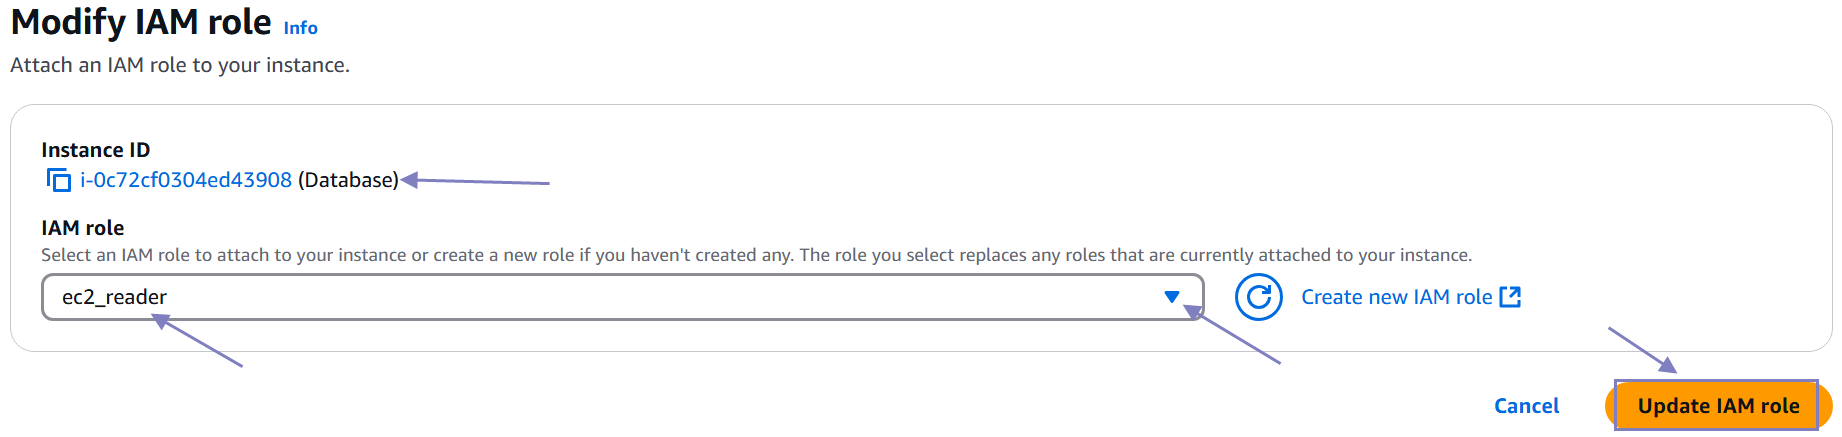 Modify IAM role Info
Attach an IAM role to your instance.
Instance ID
i-0c72cf0304ed43908 (Database)
IAM role
Select an IAM role to attach to your instance or create a new role if you haven't created any. The role you select replaces any roles that are currently attached to your instance.
ec2_reader
Create new IAM role
Cancel
Update IAM role